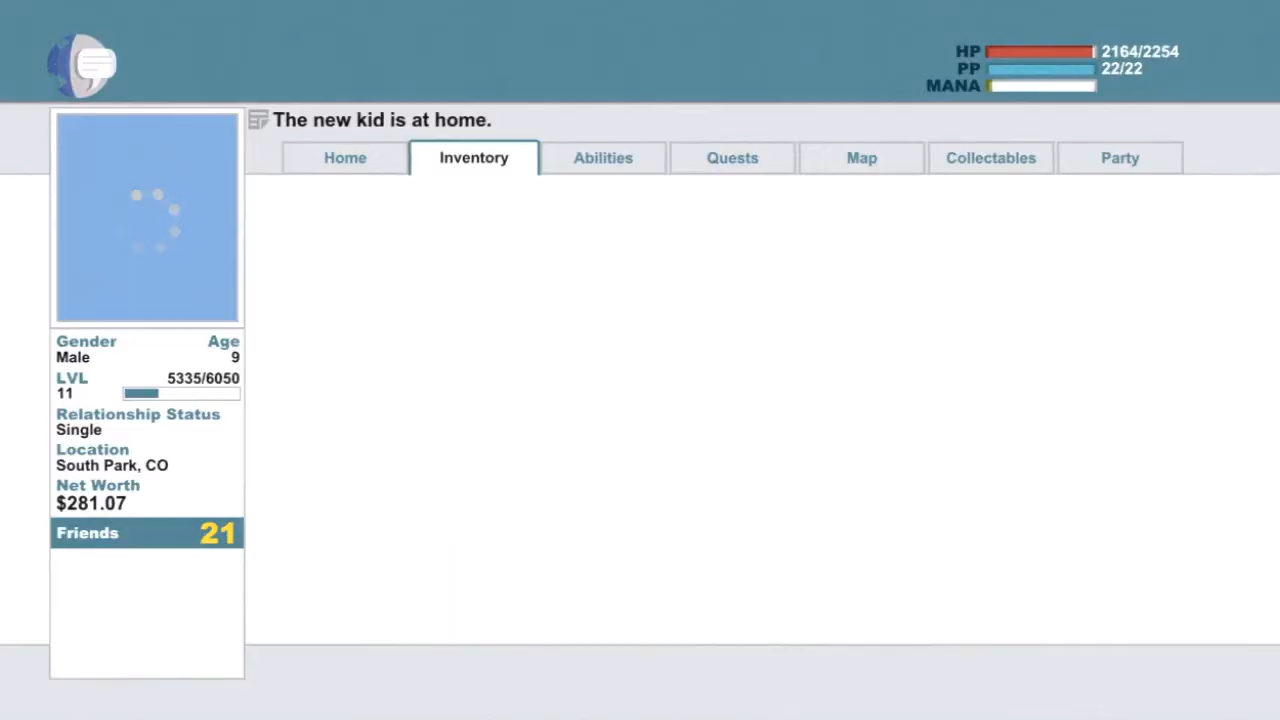 HP 2164/2254
PP 22/22
MANA
The new kid is at home.
Home Inventory Abilities Quests Map Collectables Party
Gender Age
Male 9
LVL 5335/6050
11
Relationship Status
Single
Location
South Park, CO
Net Worth
$281.07
Friends 21